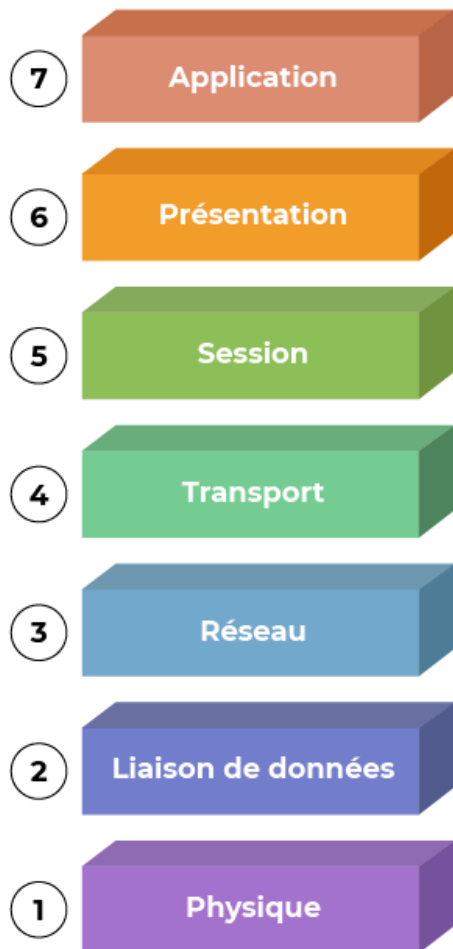 7 Application
6 Présentation
5 Session
4 Transport
3 Réseau
2 Liaison de données
1 Physique